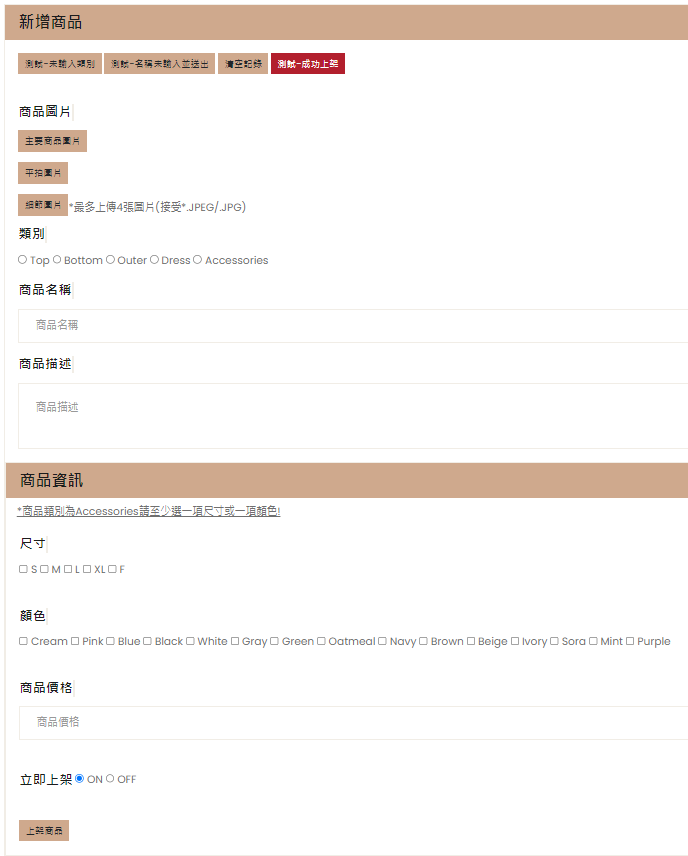 新增商品
測試-未輸入類別 測試-名稱未輸入並送出 清空記錄 測試-成功上架
商品圖片
主要商品圖片
平拍圖片
細節圖片 *最多上傳4張圖片(接受*.JPEG/.JPG)
類別
Top Bottom Outer Dress Accessories
商品名稱
商品名稱
商品描述
商品描述
商品資訊
*商品類別為Accessories請至少選一項尺寸或一項顏色!
尺寸
S M L XL F
顏色
Cream Pink Blue Black White Gray Green Oatmeal Navy Brown Beige Ivory Sora Mint Purple
商品價格
商品價格
立即上架 ON OFF
上架商品